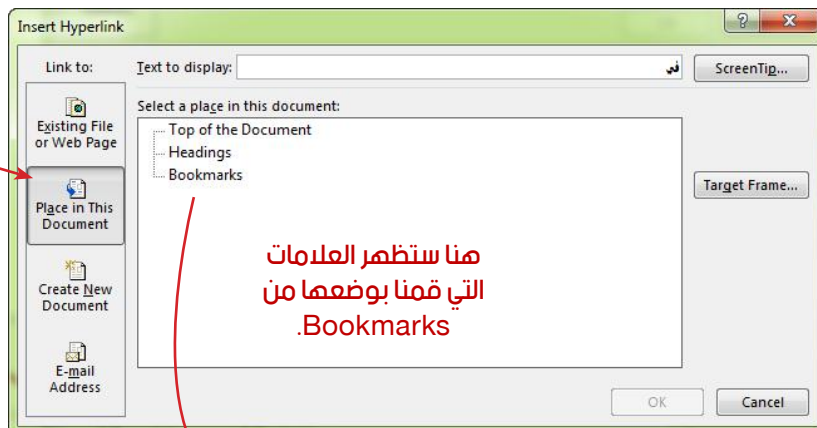 Insert Hyperlink
Link to:
Text to display:
في
ScreenTip...
Existing File
or Web Page
Place in This
Document
Create New
Document
E-mail
Address
Select a place in this document:
Top of the Document
Headings
Bookmarks
هنا ستظهر العلامات
التي قمنا بوضعها من
Bookmarks.
Target Frame...
OK
Cancel